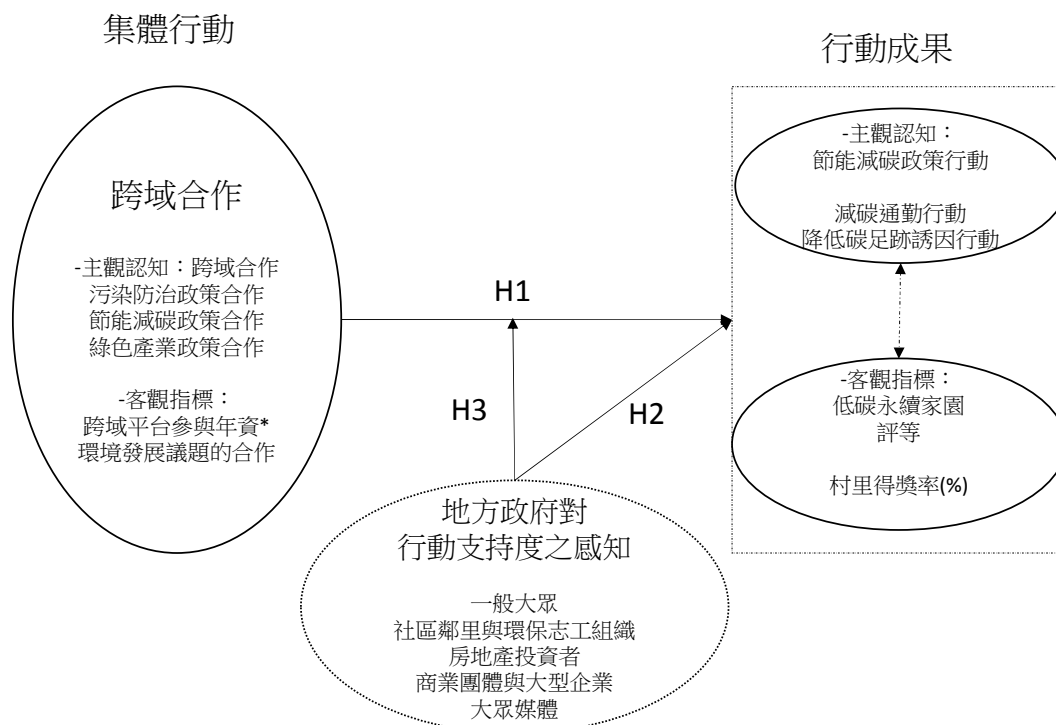 集體行動
跨域合作
-主觀認知：跨域合作
污染防治政策合作
節能減碳政策合作
綠色產業政策合作
-客觀指標：
跨域平台參與年資*
環境發展議題的合作
H1
H3
H2
地方政府對
行動支持度之感知
一般大眾
社區鄰里與環保志工組織
房地產投資者
商業團體與大型企業
大眾媒體
行動成果
-主觀認知：
節能減碳政策行動
減碳通勤行動
降低碳足跡誘因行動
-客觀指標：
低碳永續家園
評等
村里得獎率(%)